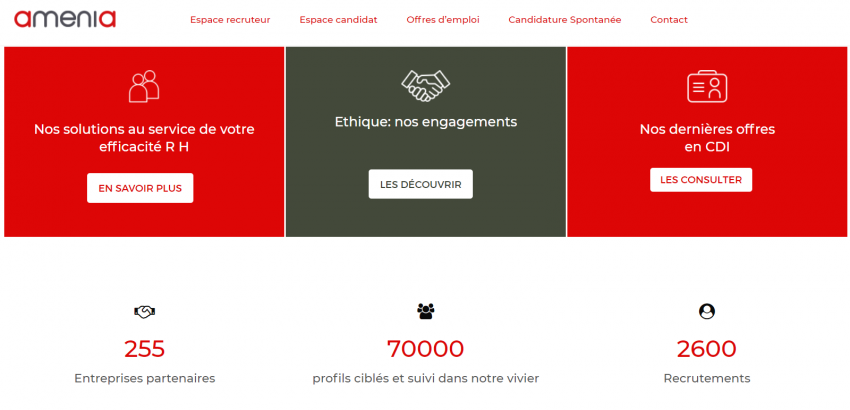 amenia
Espace recruteur
Espace candidat
Offres d'emploi
Candidature Spontanée
Contact
Nos solutions au service de votre
efficacité R H
EN SAVOIR PLUS
Ethique: nos engagements
LES DÉCOUVRIR
Nos dernières offres
en CDI
LES CONSULTER
255
Entreprises partenaires
70000
profils ciblés et suivi dans notre vivier
2600
Recrutements